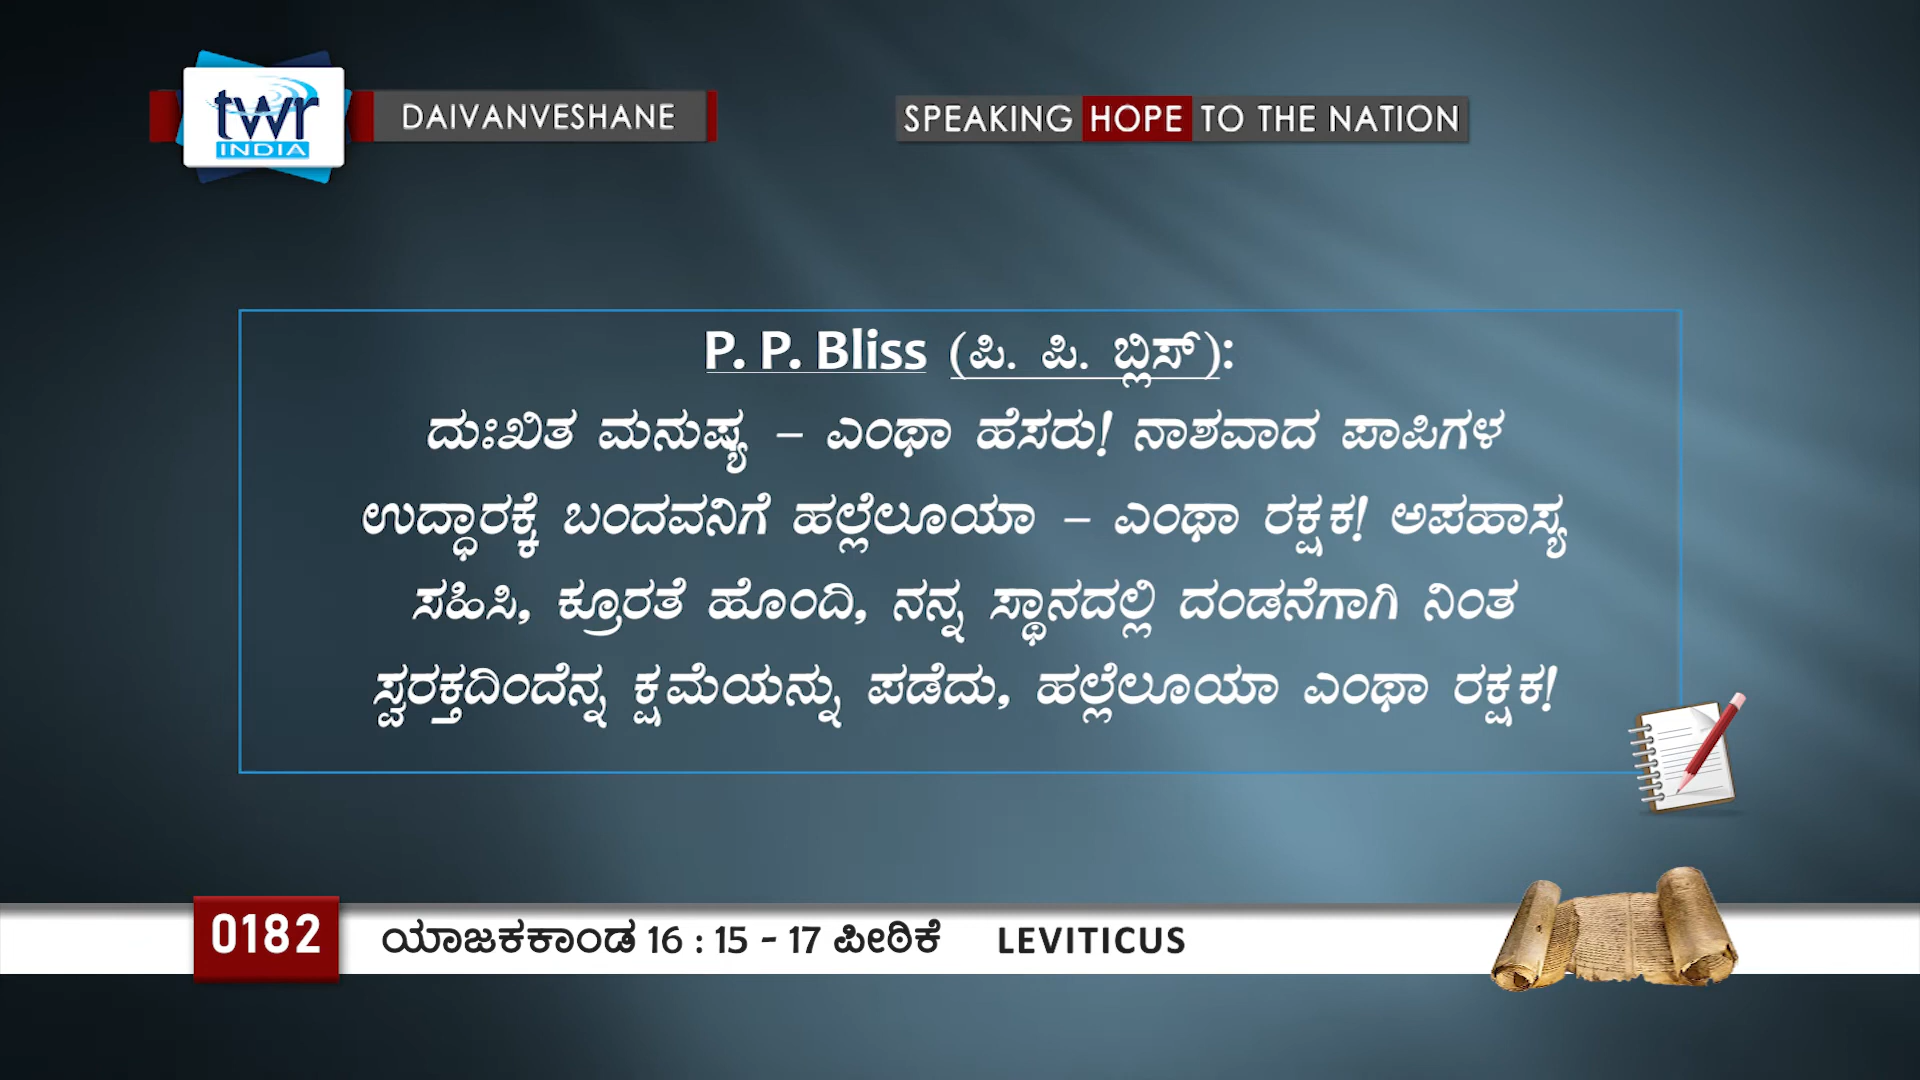 twr
INDIA
DAIVANVESHANE
SPEAKING HOPE TO THE NATION
P. P. Bliss (ಪಿ. ಪಿ. ಬ್ಲಿಸ್):
ದುಃಖಿತ ಮನುಷ್ಯ – ಎಂಥಾ ಹೆಸರು! ನಾಶವಾದ ಪಾಪಿಗಳ
ಉದ್ಧಾರಕ್ಕೆ ಬಂದವನಿಗೆ ಹಲ್ಲೆಲೂಯಾ – ಎಂಥಾ ರಕ್ಷಕ! ಅಪಹಾಸ್ಯ
ಸಹಿಸಿ, ಕ್ರೂರತೆ ಹೊಂದಿ, ನನ್ನ ಸ್ಥಾನದಲ್ಲಿ ದಂಡನೆಗಾಗಿ ನಿಂತ
ಸ್ವರಕ್ತದಿಂದೆನ್ನ ಕ್ಷಮೆಯನ್ನು ಪಡೆದು, ಹಲ್ಲೆಲೂಯಾ ಎಂಥಾ ರಕ್ಷಕ!
0182 ಯಾಜಕಕಾಂಡ 16 : 15 - 17 ಪೀಠಿಕೆ LEVITICUS